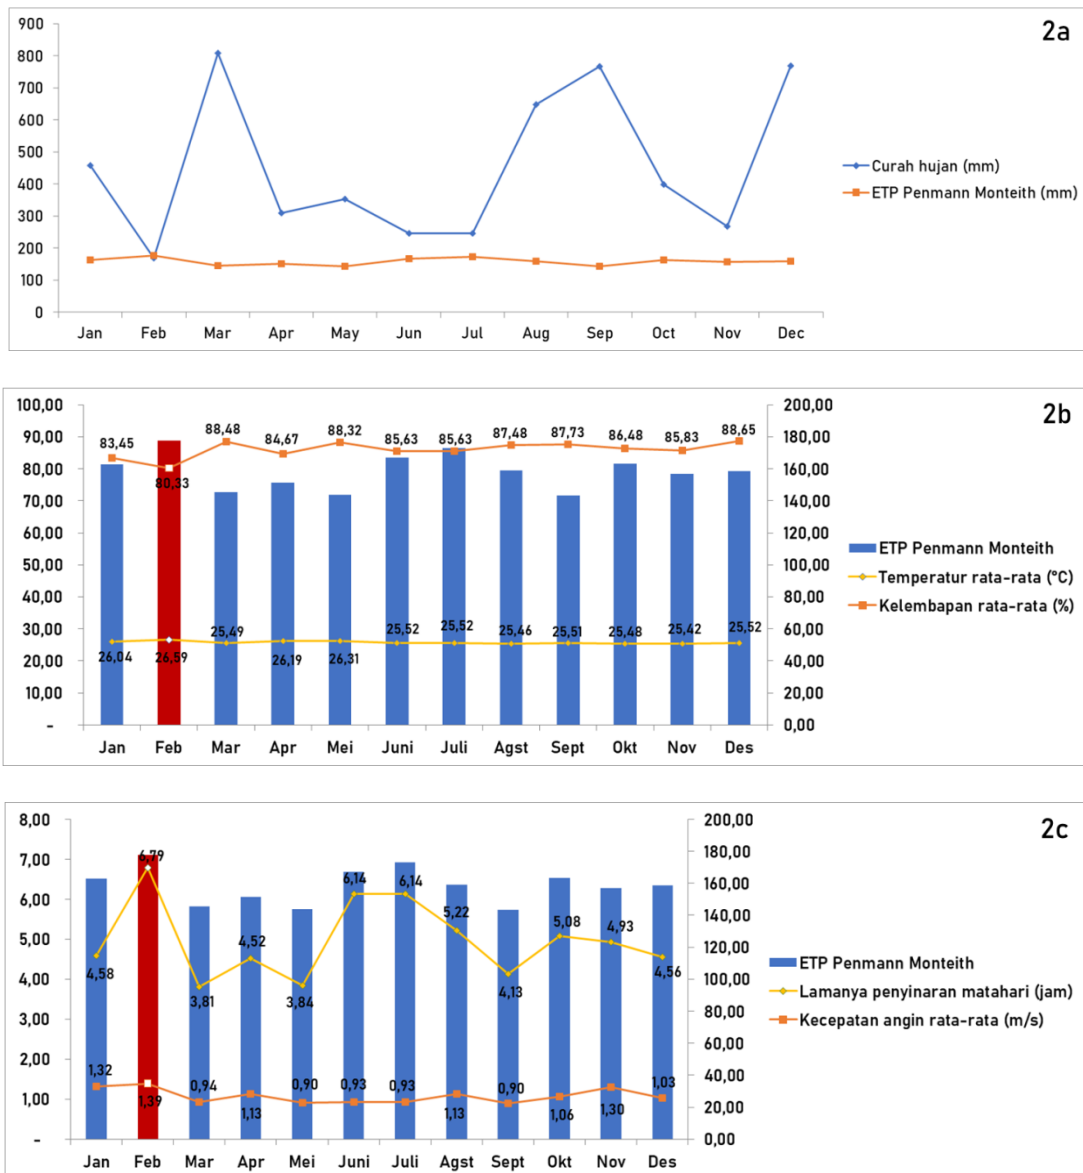 2a
900
800
700
600
500
400
300
200
100
0
Jan Feb Mar Apr May Jun Jul Aug Sep Oct Nov Dec
Curah hujan (mm)
ETP Penmann Monteith (mm)
2b
100,00
90,00
80,00
70,00
60,00
50,00
40,00
30,00
20,00
10,00
-
200,00
180,00
160,00
140,00
120,00
100,00
80,00
60,00
40,00
20,00
0,00
83,45 80,33 88,48 84,67 88,32 85,63 85,63 87,48 87,73 86,48 85,83 88,65
26,04 26,59 25,49 26,19 26,31 25,52 25,52 25,46 25,51 25,48 25,42 25,52
Jan Feb Mar Apr Mei Juni Juli Agst Sept Okt Nov Des
ETP Penmann Monteith
Temperatur rata-rata (°C)
Kelembapan rata-rata (%)
2c
8,00
7,00
6,00
5,00
4,00
3,00
2,00
1,00
-
200,00
180,00
160,00
140,00
120,00
100,00
80,00
60,00
40,00
20,00
0,00
4,58 6,79 3,81 4,52 3,84 6,14 6,14 5,22 4,13 5,08 4,93 4,56
1,32 1,39 0,94 1,13 0,90 0,93 0,93 1,13 0,90 1,06 1,30 1,03
Jan Feb Mar Apr Mei Juni Juli Agst Sept Okt Nov Des
ETP Penmann Monteith
Lamanya penyinaran matahari (jam)
Kecepatan angin rata-rata (m/s)